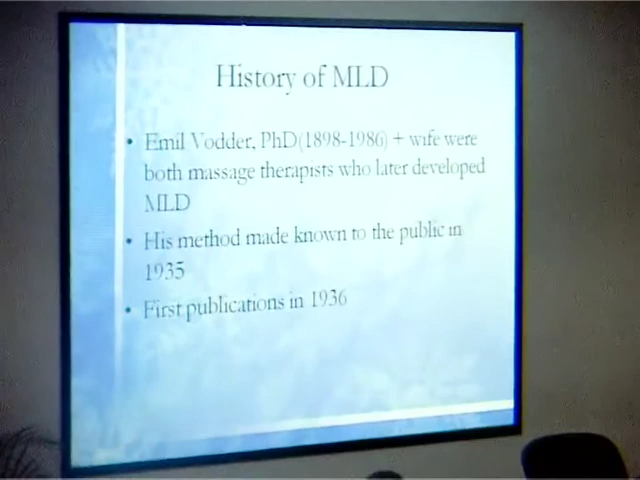 History of MLD
• Emil Vodder, PhD(1898-1986) + wife were
both massage therapists who later developed
MLD
• His method made known to the public in
1935
• First publications in 1936